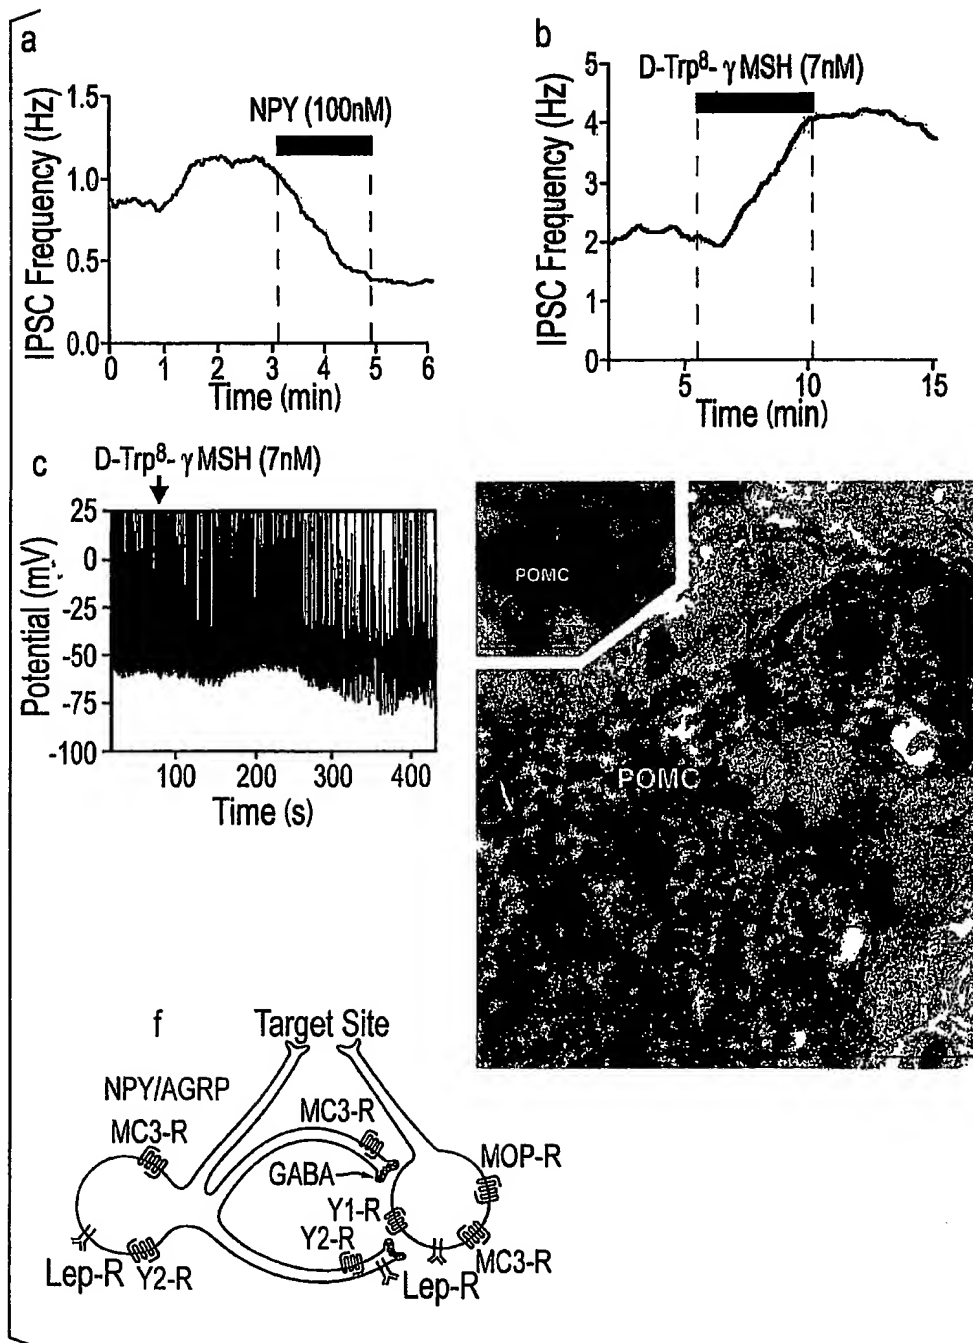 a
NPY (100nM)
IPSC Frequency (Hz)
1.5
1.0
0.5
0.0
0 1 2 3 4 5 6
Time (min)
b
D-Trp⁸- γ MSH (7nM)
IPSC Frequency (Hz)
5
4
3
2
1
0
5 10 15
Time (min)
c
D-Trp⁸- γ MSH (7nM)
Potential (mV)
25
0
-25
-50
-75
-100
100 200 300 400
Time (s)
POMC
POMC
f
Target Site
NPY/AGRP
MC3-R
MC3-R
MOP-R
GABA
Y1-R
Y2-R
Lep-R
Y2-R
Lep-R
MC3-R